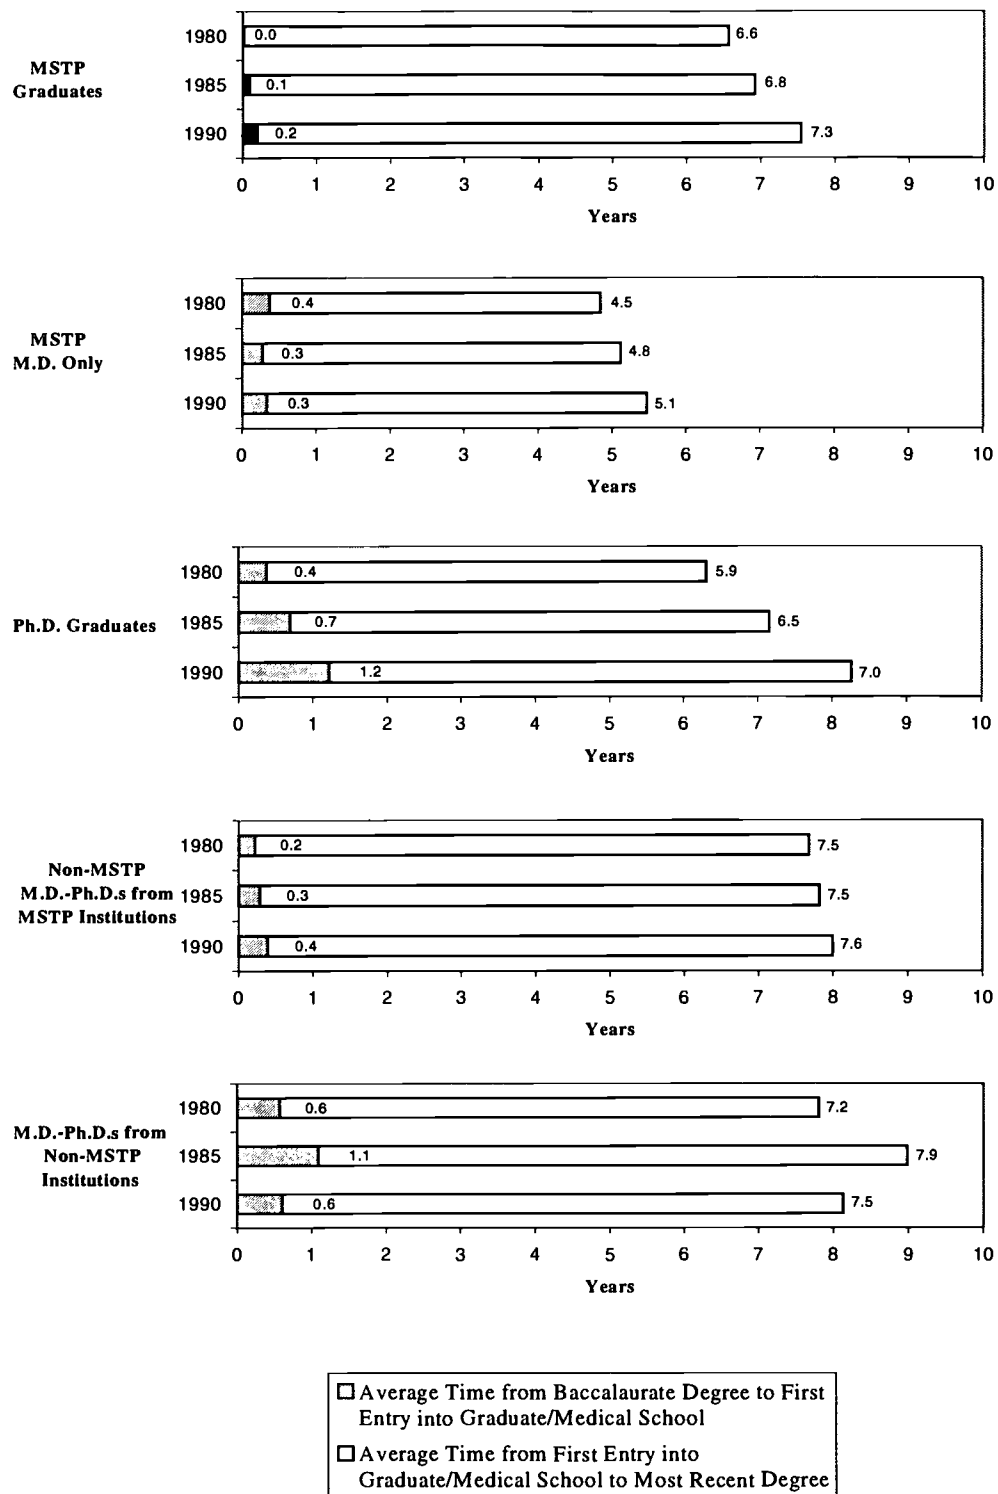 1980 0.0 6.6
MSTP
Graduates
1985 0.1 6.8
1990 0.2 7.3
0 1 2 3 4 5 6 7 8 9 10
Years
1980 0.4 4.5
MSTP
M.D. Only
1985 0.3 4.8
1990 0.3 5.1
0 1 2 3 4 5 6 7 8 9 10
Years
1980 0.4 5.9
Ph.D. Graduates
1985 0.7 6.5
1990 1.2 7.0
0 1 2 3 4 5 6 7 8 9 10
Years
1980 0.2 7.5
Non-MSTP
M.D.-Ph.D.s from
MSTP Institutions
1985 0.3 7.5
1990 0.4 7.6
0 1 2 3 4 5 6 7 8 9 10
Years
1980 0.6 7.2
M.D.-Ph.D.s from
Non-MSTP
Institutions
1985 1.1 7.9
1990 0.6 7.5
0 1 2 3 4 5 6 7 8 9 10
Years
Average Time from Baccalaurate Degree to First
Entry into Graduate/Medical School
Average Time from First Entry into
Graduate/Medical School to Most Recent Degree